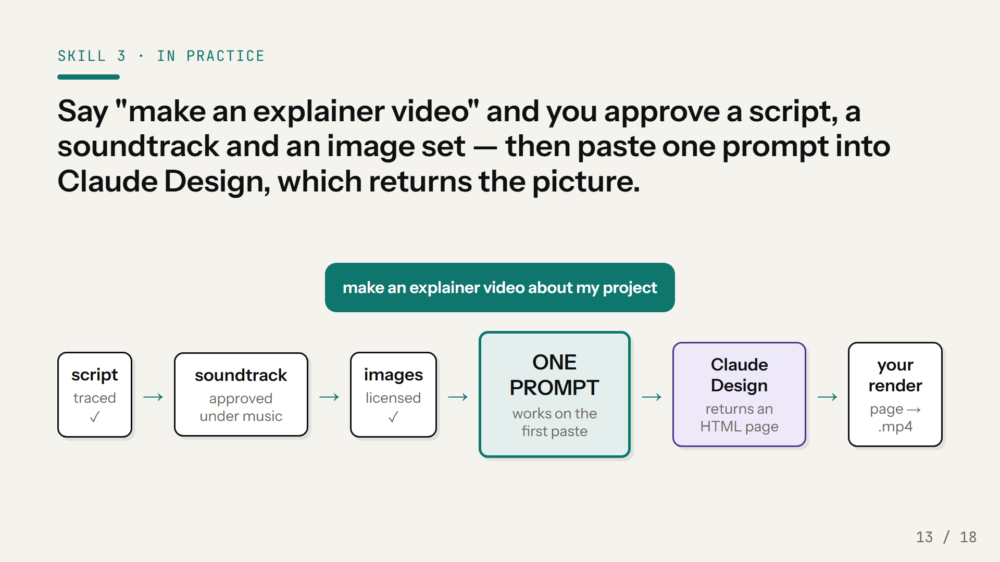 SKILL 3 · IN PRACTICE
Say "make an explainer video" and you approve a script, a
soundtrack and an image set — then paste one prompt into
Claude Design, which returns the picture.
make an explainer video about my project
script
traced
✓
→
soundtrack
approved
under music
→
images
licensed
✓
→
ONE
PROMPT
works on the
first paste
→
Claude
Design
returns an
HTML page
→
your
render
page →
.mp4
13 / 18